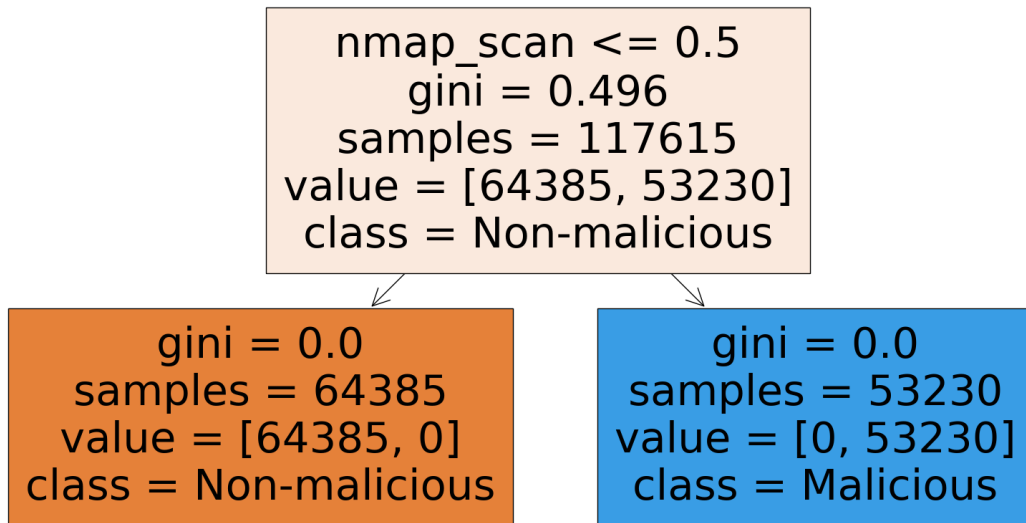 nmap_scan <= 0.5
gini = 0.496
samples = 117615
value = [64385, 53230]
class = Non-malicious
gini = 0.0
samples = 64385
value = [64385, 0]
class = Non-malicious
gini = 0.0
samples = 53230
value = [0, 53230]
class = Malicious